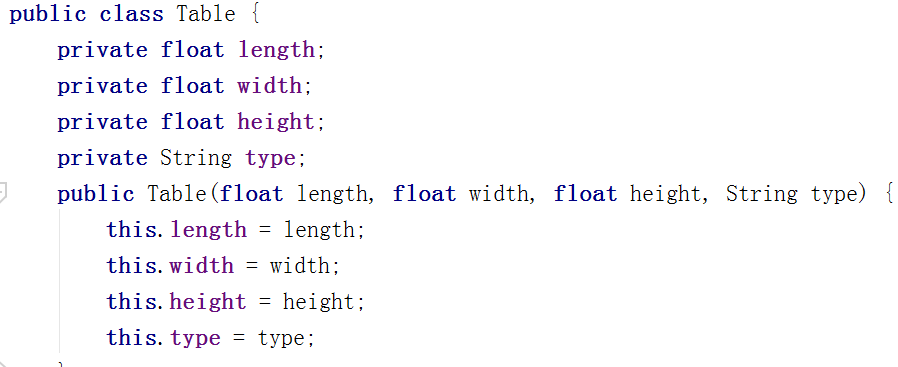 public class Table {
private float length;
private float width;
private float height;
private String type;
public Table(float length, float width, float height, String type) {
this.length = length;
this.width = width;
this.height = height;
this.type = type;
}